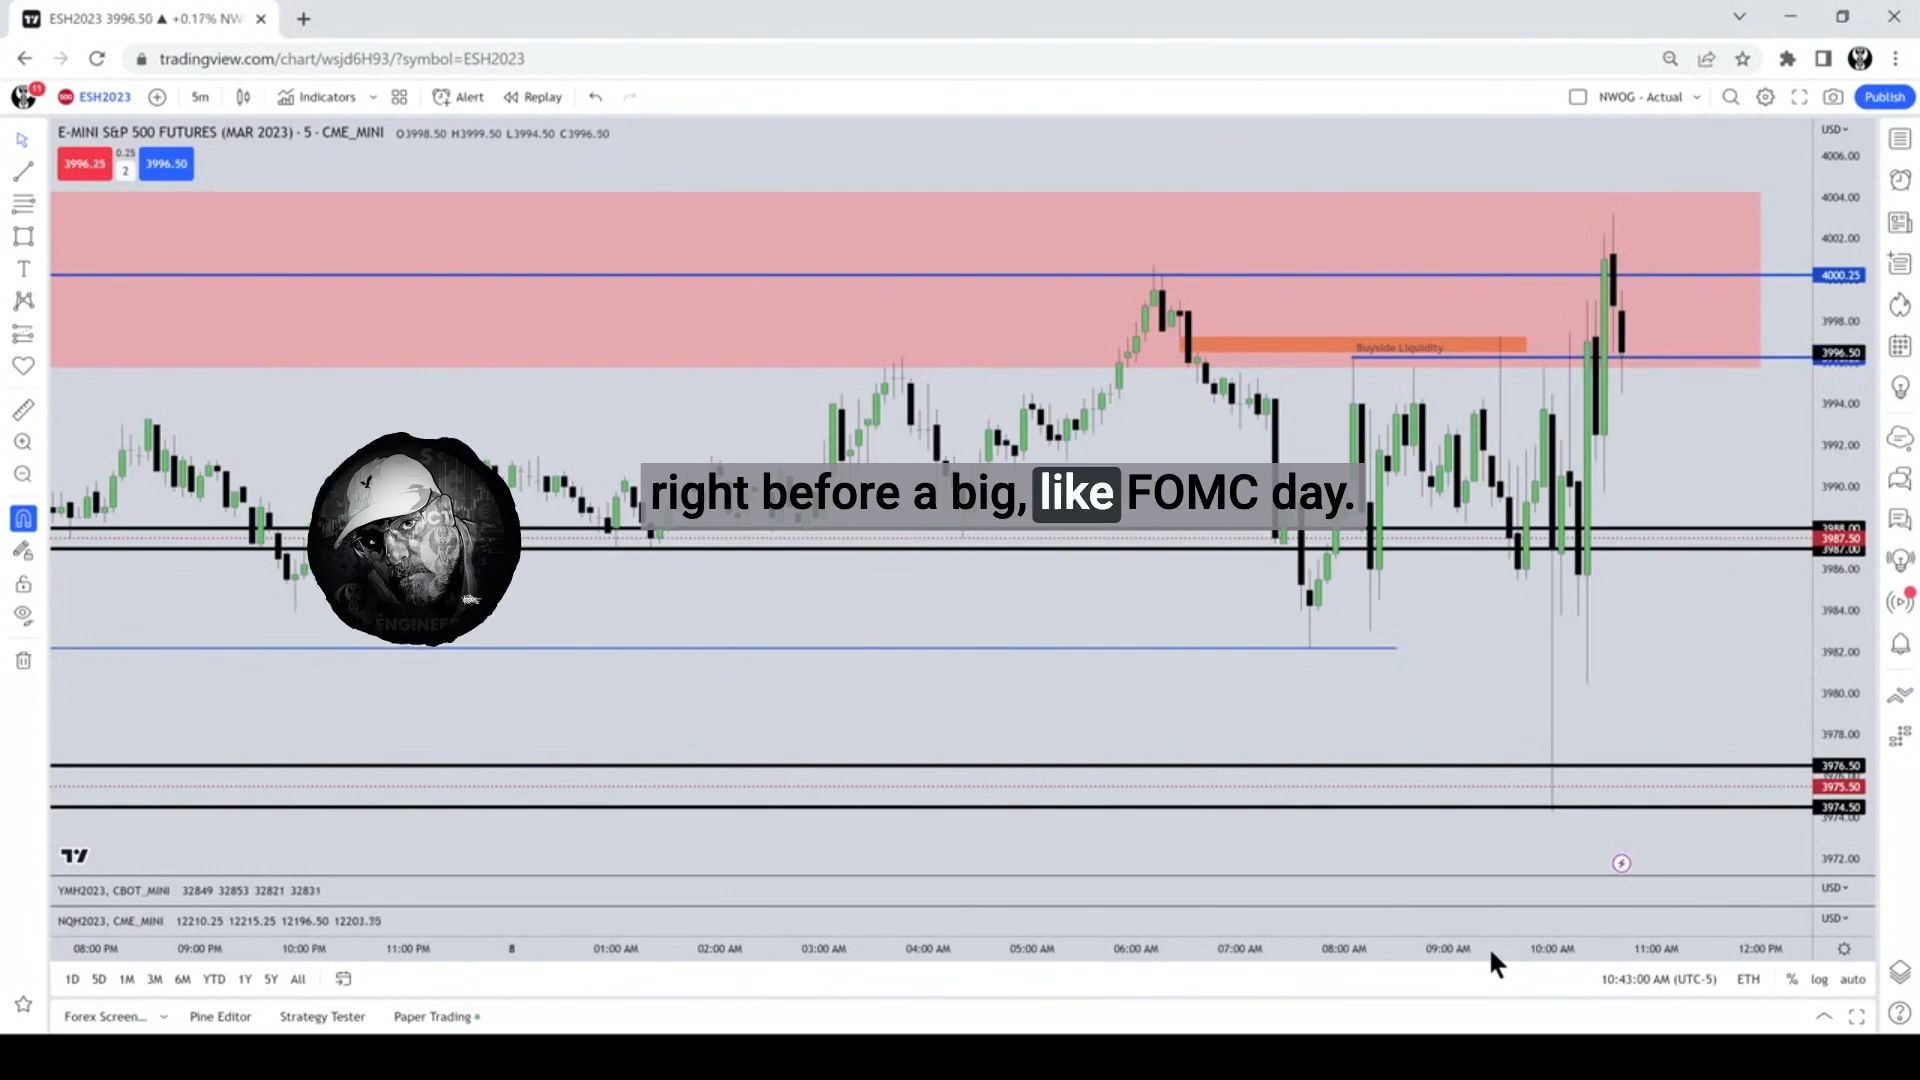 ESH2023 3996.50 ▲ +0.17% NW
tradingview.com/chart/wsjd6H93/?symbol=ESH2023
11
ESH2023
5m
Indicators
Alert
Replay
NWOG - Actual
Publish
E-MINI S&P 500 FUTURES (MAR 2023) · 5 · CME_MINI O3998.50 H3999.50 L3994.50 C3996.50
3996.25
0.25
2
3996.50
USD
4006.00
4004.00
4002.00
4000.25
3998.00
Buyside Liquidity
3996.50
3994.00
3992.00
3990.00
right before a big, like FOMC day.
3988.00
3987.50
3987.00
3986.00
ENGINEE
3984.00
3982.00
3980.00
3978.00
3976.50
3975.50
3974.50
3974.00
3972.00
YMH2023, CBOT_MINI 32849 32853 32821 32831
USD
NQH2023, CME_MINI 12210.25 12215.25 12196.50 12203.25
USD
08:00 PM 09:00 PM 10:00 PM 11:00 PM 8 01:00 AM 02:00 AM 03:00 AM 04:00 AM 05:00 AM 06:00 AM 07:00 AM 08:00 AM 09:00 AM 10:00 AM 11:00 AM 12:00 PM
1D 5D 1M 3M 6M YTD 1Y 5Y All
10:43:00 AM (UTC-5) ETH % log auto
Forex Screen... Pine Editor Strategy Tester Paper Trading